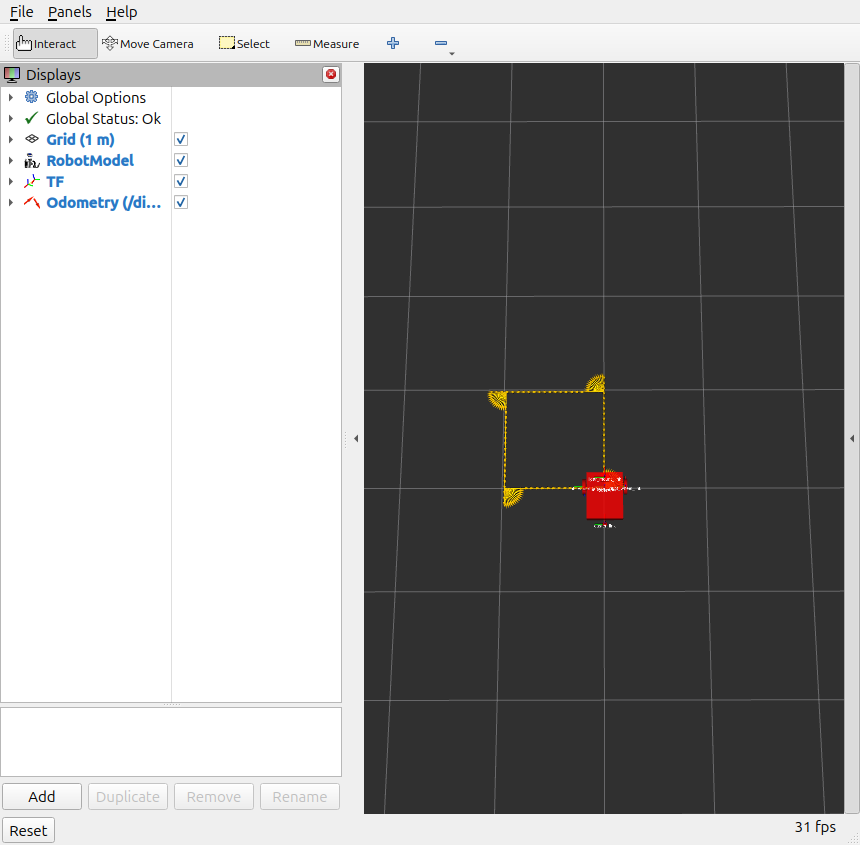 File Panels Help
Interact Move Camera Select Measure
Displays
Global Options
Global Status: Ok
Grid (1 m)
RobotModel
TF
Odometry (/di...
Add Duplicate Remove Rename
Reset
31 fps